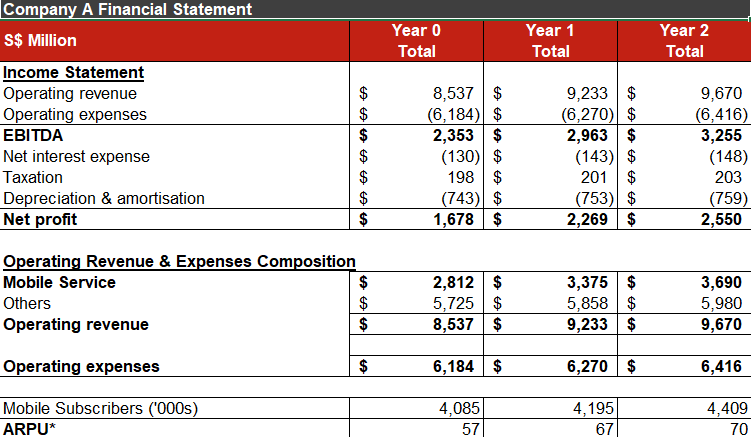 Company A Financial Statement
S$ Million Year 0 Total Year 1 Total Year 2 Total
Income Statement
Operating revenue $ 8,537 $ 9,233 $ 9,670
Operating expenses $ (6,184) $ (6,270) $ (6,416)
EBITDA $ 2,353 $ 2,963 $ 3,255
Net interest expense $ (130) $ (143) $ (148)
Taxation $ 198 $ 201 $ 203
Depreciation & amortisation $ (743) $ (753) $ (759)
Net profit $ 1,678 $ 2,269 $ 2,550
Operating Revenue & Expenses Composition
Mobile Service $ 2,812 $ 3,375 $ 3,690
Others $ 5,725 $ 5,858 $ 5,980
Operating revenue $ 8,537 $ 9,233 $ 9,670
Operating expenses $ 6,184 $ 6,270 $ 6,416
Mobile Subscribers ('000s) 4,085 4,195 4,409
ARPU* 57 67 70